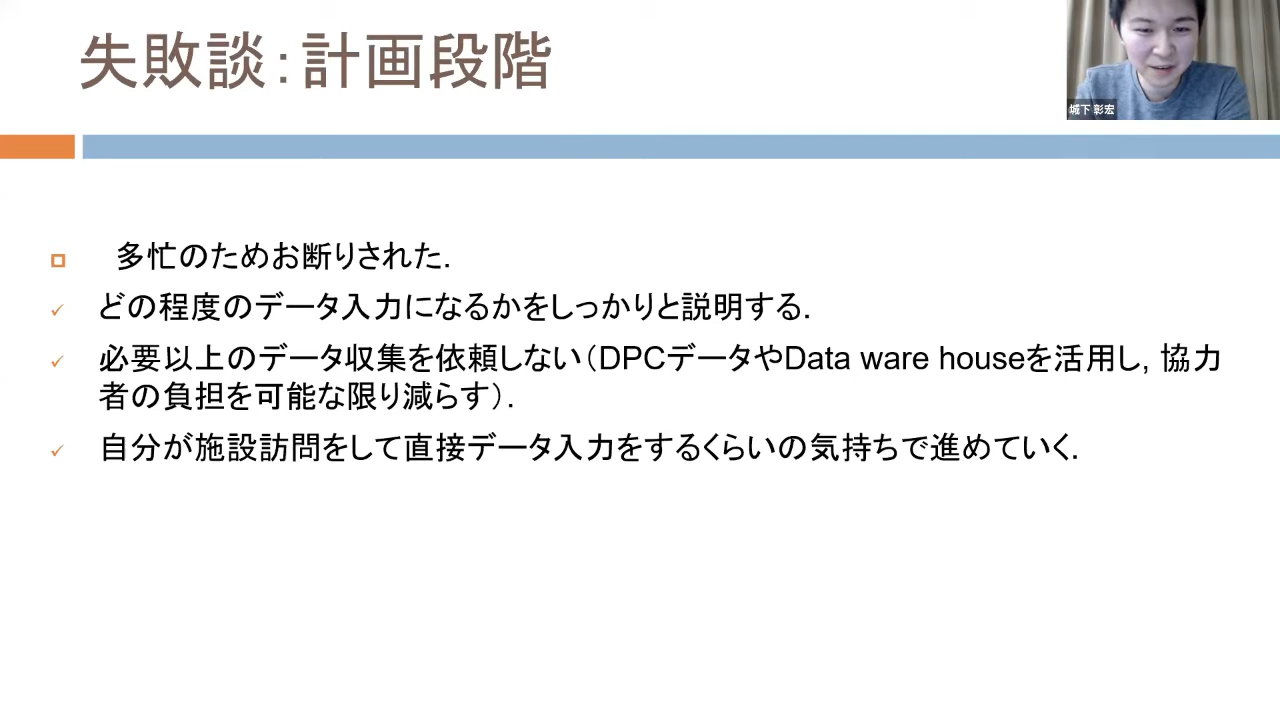 失敗談：計画段階
城下 彰宏
多忙のためお断りされた.
どの程度のデータ入力になるかをしっかりと説明する.
必要以上のデータ収集を依頼しない（DPCデータやData ware houseを活用し, 協力
者の負担を可能な限り減らす）.
自分が施設訪問をして直接データ入力をするくらいの気持ちで進めていく.